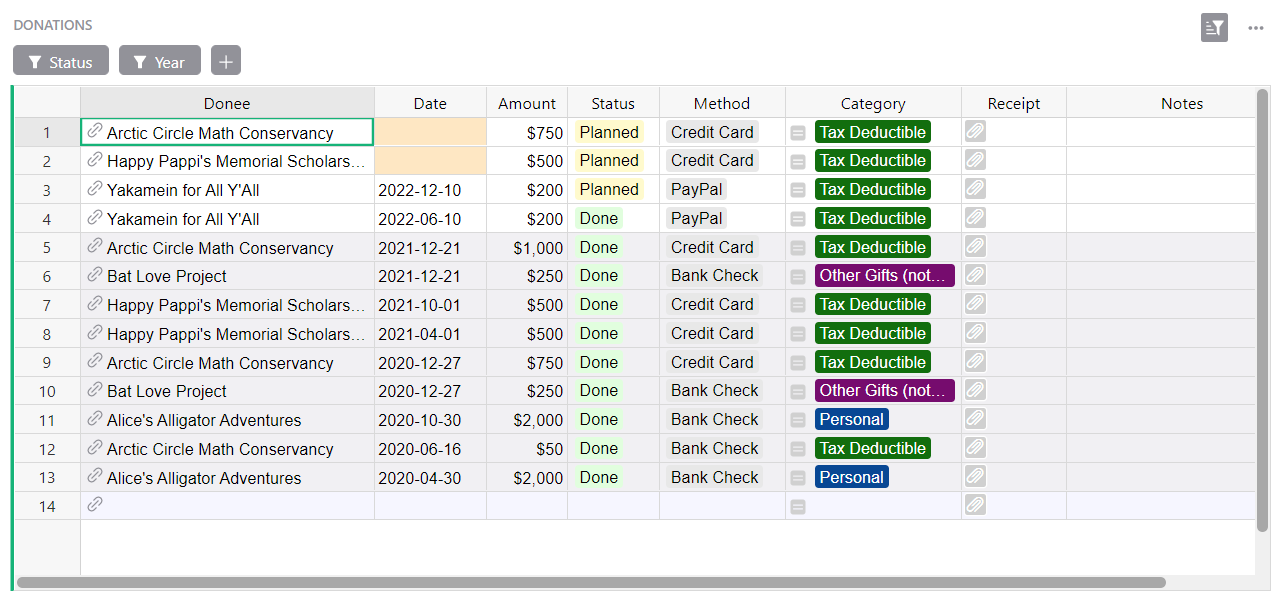 DONATIONS
Status Year
Donee Date Amount Status Method Category Receipt Notes
1 Arctic Circle Math Conservancy $750 Planned Credit Card Tax Deductible
2 Happy Pappi's Memorial Scholars... $500 Planned Credit Card Tax Deductible
3 Yakamein for All Y'All 2022-12-10 $200 Planned PayPal Tax Deductible
4 Yakamein for All Y'All 2022-06-10 $200 Done PayPal Tax Deductible
5 Arctic Circle Math Conservancy 2021-12-21 $1,000 Done Credit Card Tax Deductible
6 Bat Love Project 2021-12-21 $250 Done Bank Check Other Gifts (not...
7 Happy Pappi's Memorial Scholars... 2021-10-01 $500 Done Credit Card Tax Deductible
8 Happy Pappi's Memorial Scholars... 2021-04-01 $500 Done Credit Card Tax Deductible
9 Arctic Circle Math Conservancy 2020-12-27 $750 Done Credit Card Tax Deductible
10 Bat Love Project 2020-12-27 $250 Done Bank Check Other Gifts (not...
11 Alice's Alligator Adventures 2020-10-30 $2,000 Done Bank Check Personal
12 Arctic Circle Math Conservancy 2020-06-16 $50 Done Bank Check Tax Deductible
13 Alice's Alligator Adventures 2020-04-30 $2,000 Done Bank Check Personal
14